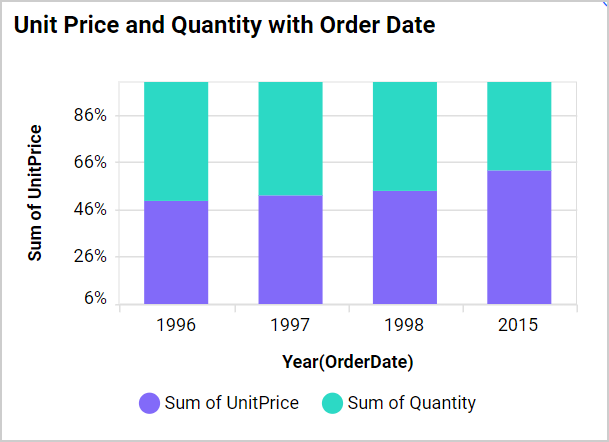 Unit Price and Quantity with Order Date
Sum of UnitPrice
86%
66%
46%
26%
6%
1996 1997 1998 2015
Year(OrderDate)
Sum of UnitPrice Sum of Quantity